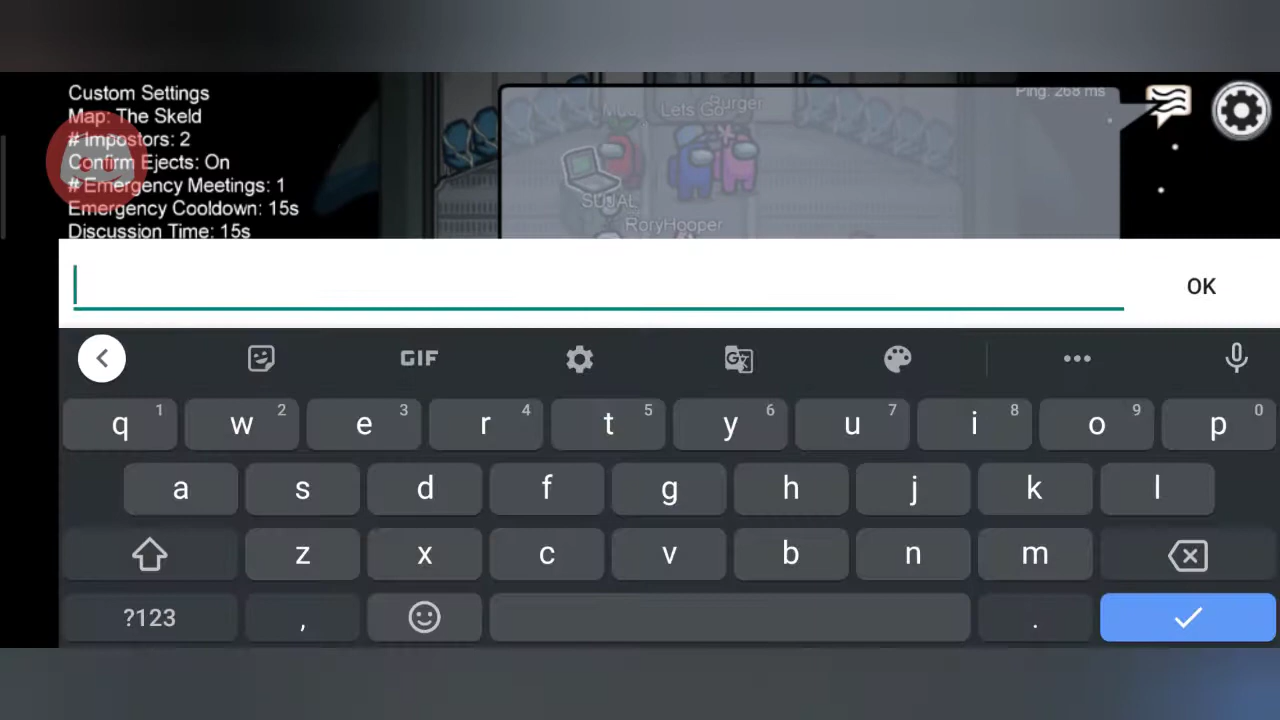 Custom Settings
Map: The Skeld
# Impostors: 2
Confirm Ejects: On
# Emergency Meetings: 1
Emergency Cooldown: 15s
Discussion Time: 15s
Ping: 268 ms
Lets Go
Burger
SUJAL
RoryHooper
OK
GIF
q 1 w 2 e 3 r 4 t 5 y 6 u 7 i 8 o 9 p 0
a s d f g h j k l
z x c v b n m
?123 , .